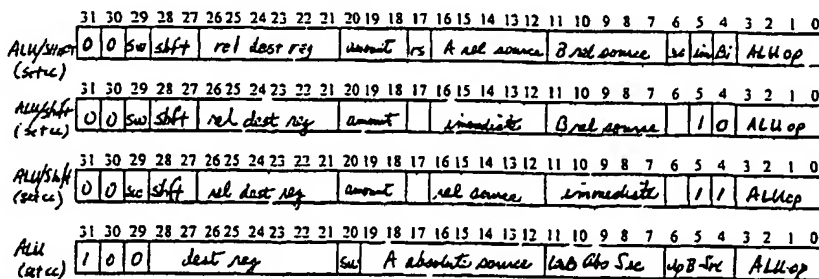 31 30 29 28 27 26 25 24 23 22 21 20 19 18 17 16 15 14 13 12 11 10 9 8 7 6 5 4 3 2 1 0
ALU/Shift 0 0 sw shft rel dest reg amount rs A rel source B rel source sc im Bi ALU op
(setcc)
31 30 29 28 27 26 25 24 23 22 21 20 19 18 17 16 15 14 13 12 11 10 9 8 7 6 5 4 3 2 1 0
ALU/Shft 0 0 sw shft rel dest reg amount immediate B rel source 1 0 ALU op
(setcc)
31 30 29 28 27 26 25 24 23 22 21 20 19 18 17 16 15 14 13 12 11 10 9 8 7 6 5 4 3 2 1 0
ALU/Shft 0 0 sc shft rel dest reg amount rel source immediate 1 1 ALU op
(setcc)
31 30 29 28 27 26 25 24 23 22 21 20 19 18 17 16 15 14 13 12 11 10 9 8 7 6 5 4 3 2 1 0
ALU 1 0 0 dest reg A absolute source Abs Src B Src ALU op
(setcc)